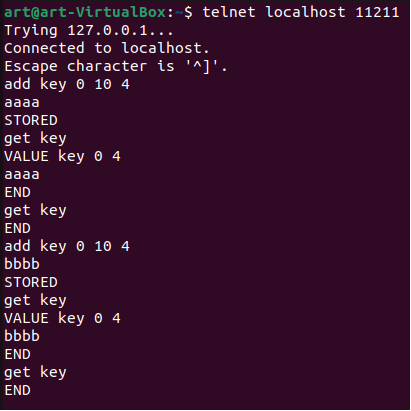 art@art-VirtualBox:~$ telnet localhost 11211
Trying 127.0.0.1...
Connected to localhost.
Escape character is '^]'.
add key 0 10 4
aaaa
STORED
get key
VALUE key 0 4
aaaa
END
get key
END
add key 0 10 4
bbbb
STORED
get key
VALUE key 0 4
bbbb
END
get key
END